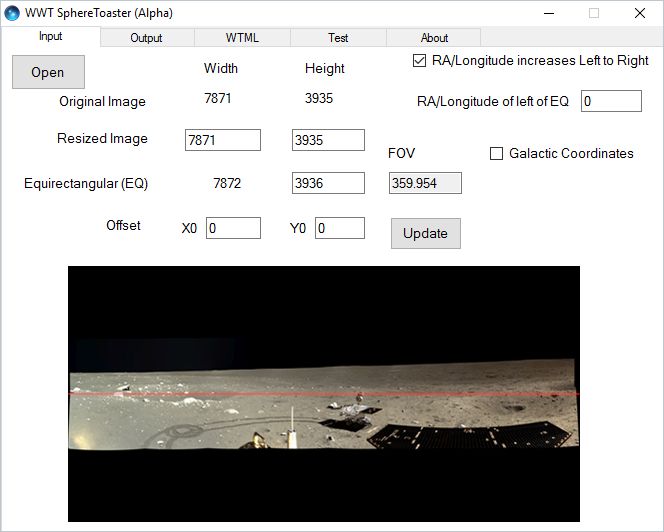 WWT SphereToaster (Alpha)
Input Output WTML Test About
Open Width Height RA/Longitude increases Left to Right
Original Image 7871 3935 RA/Longitude of left of EQ 0
Resized Image 7871 3935
FOV Galactic Coordinates
Equirectangular (EQ) 7872 3936 359.954
Offset X0 0 Y0 0 Update